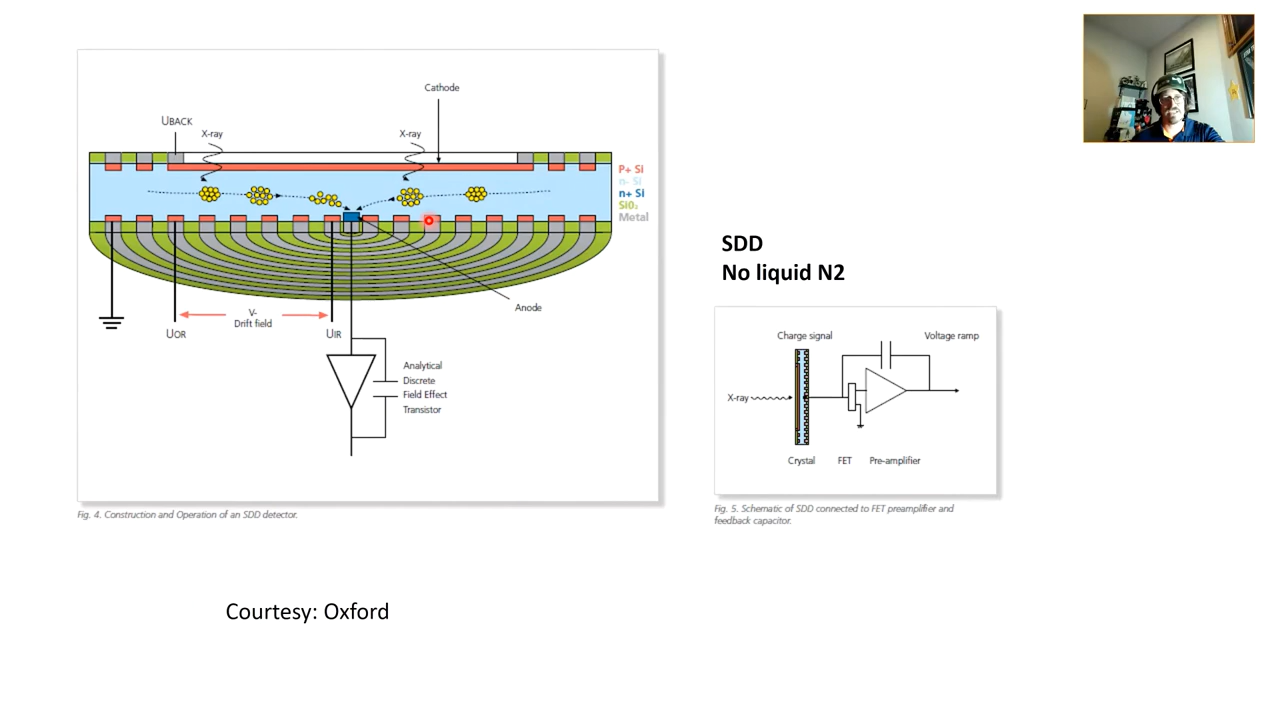 Cathode
UBACK
X-ray
X-ray
P+ Si
n- Si
n+ Si
SiO₂
Metal
Anode
V-
Drift field
UOR
UIR
Analytical
Discrete
Field Effect
Transistor
Fig. 4. Construction and Operation of an SDD detector.
SDD
No liquid N2
Charge signal
Voltage ramp
X-ray
Crystal
FET
Pre-amplifier
Fig. 5. Schematic of SDD connected to FET preamplifier and
feedback capacitor.
Courtesy: Oxford